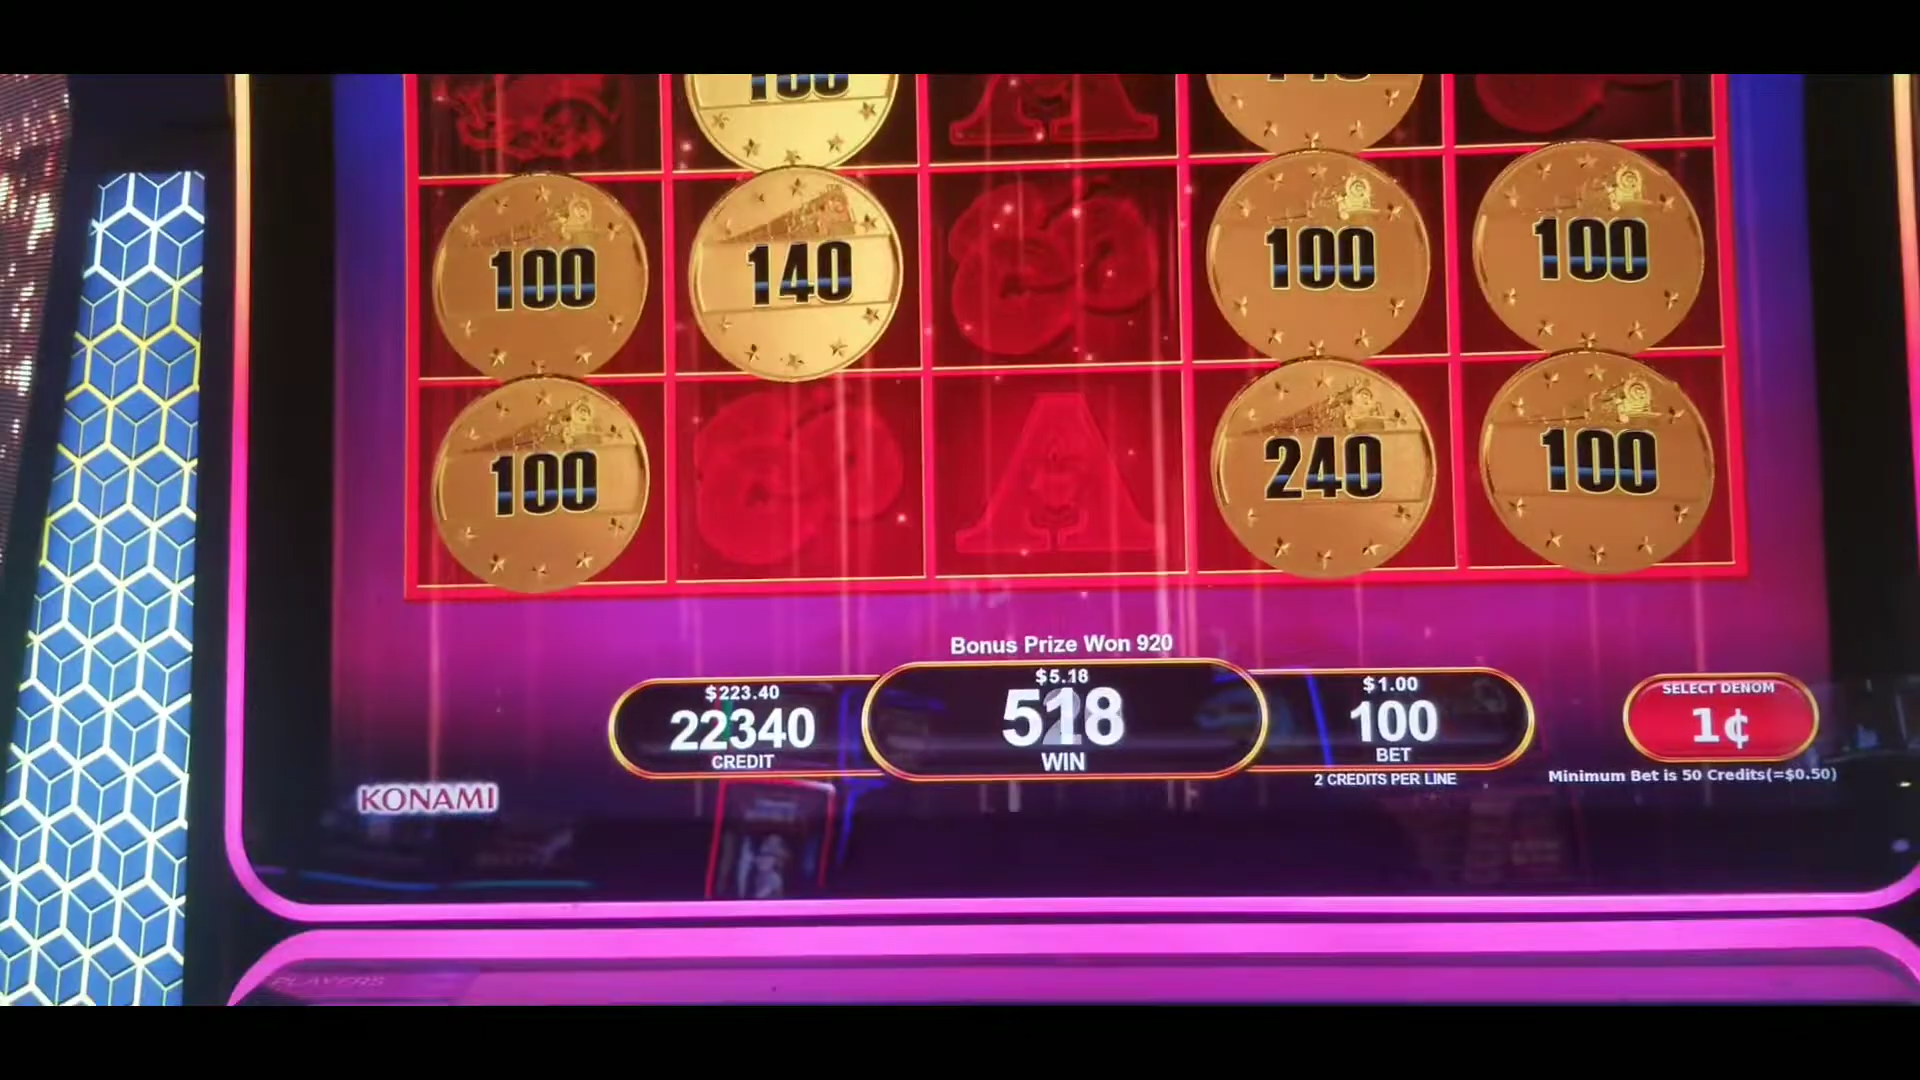 100 140 100 100
100 240 100
Bonus Prize Won 920
$223.40
22340
CREDIT
$5.18
518
WIN
$1.00
100
BET
2 CREDITS PER LINE
SELECT DENOM
1¢
Minimum Bet is 50 Credits(=$0.50)
KONAMI
PLAYERS